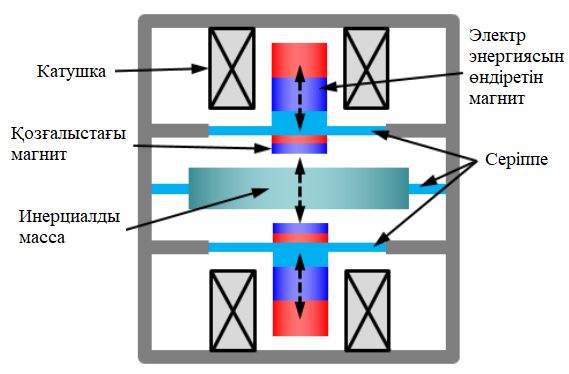 Катушка
Қозғалыстағы
магнит
Инерциалды
масса
Электр
энергиясын
өндіретін
магнит
Серіппе